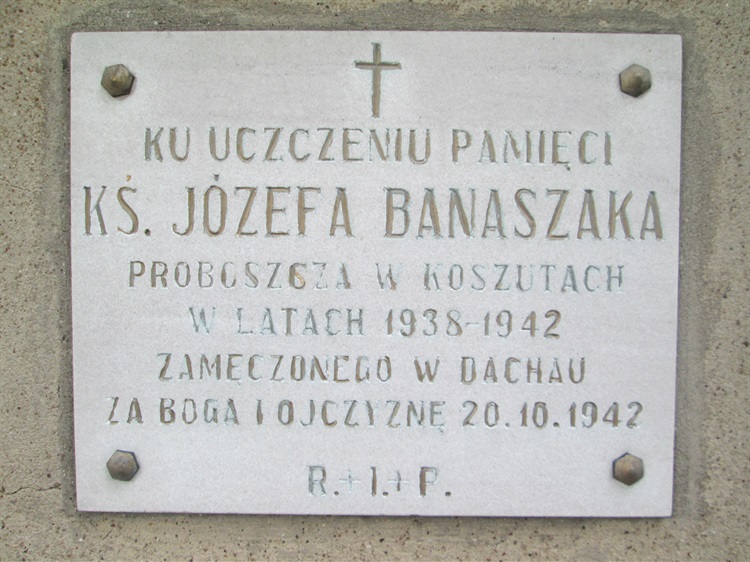 KU UCZCZENIU PAMIĘCI
KS. JÓZEFA BANASZAKA
PROBOSZCZA W KOSZUTACH
W LATACH 1938-1942
ZAMĘCZONEGO W DACHAU
ZA BOGA I OJCZYZNĘ 20.10.1942
R.+I.+P.